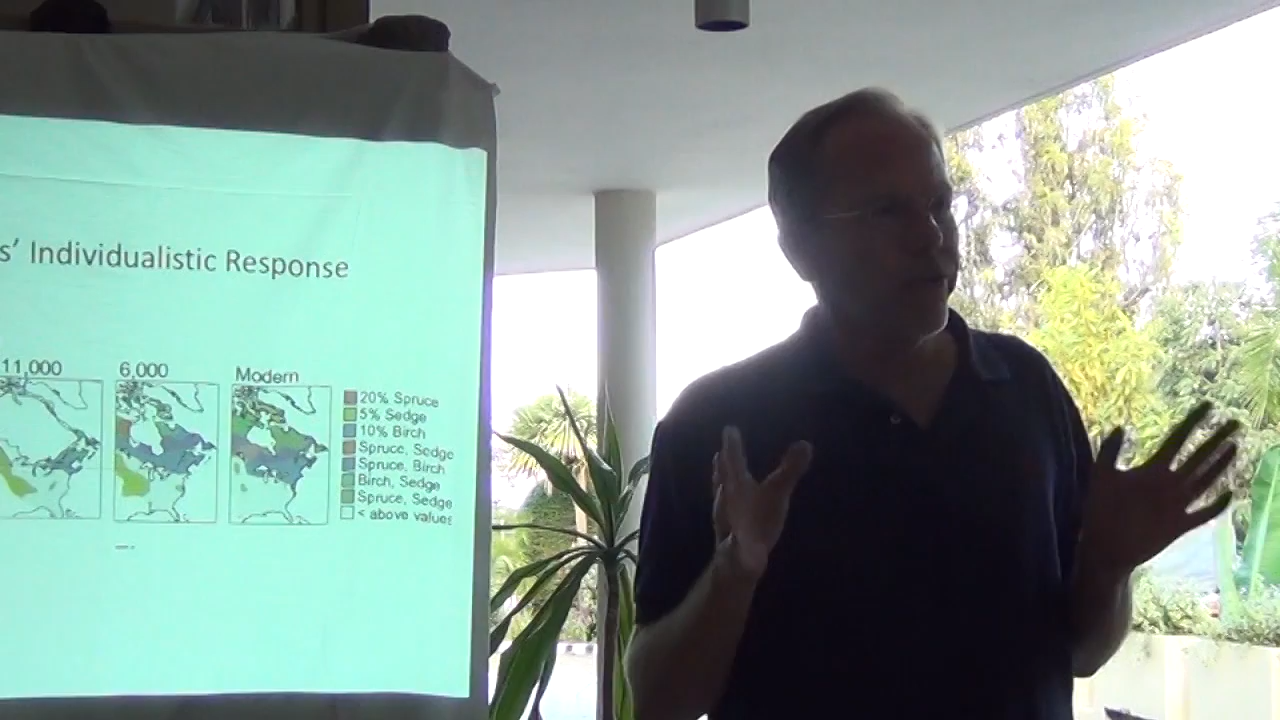 s' Individualistic Response
11,000
6,000
Modern
20% Spruce
5% Sedge
10% Birch
Spruce, Sedge
Spruce, Birch
Birch, Sedge
Spruce, Sedge
< above values